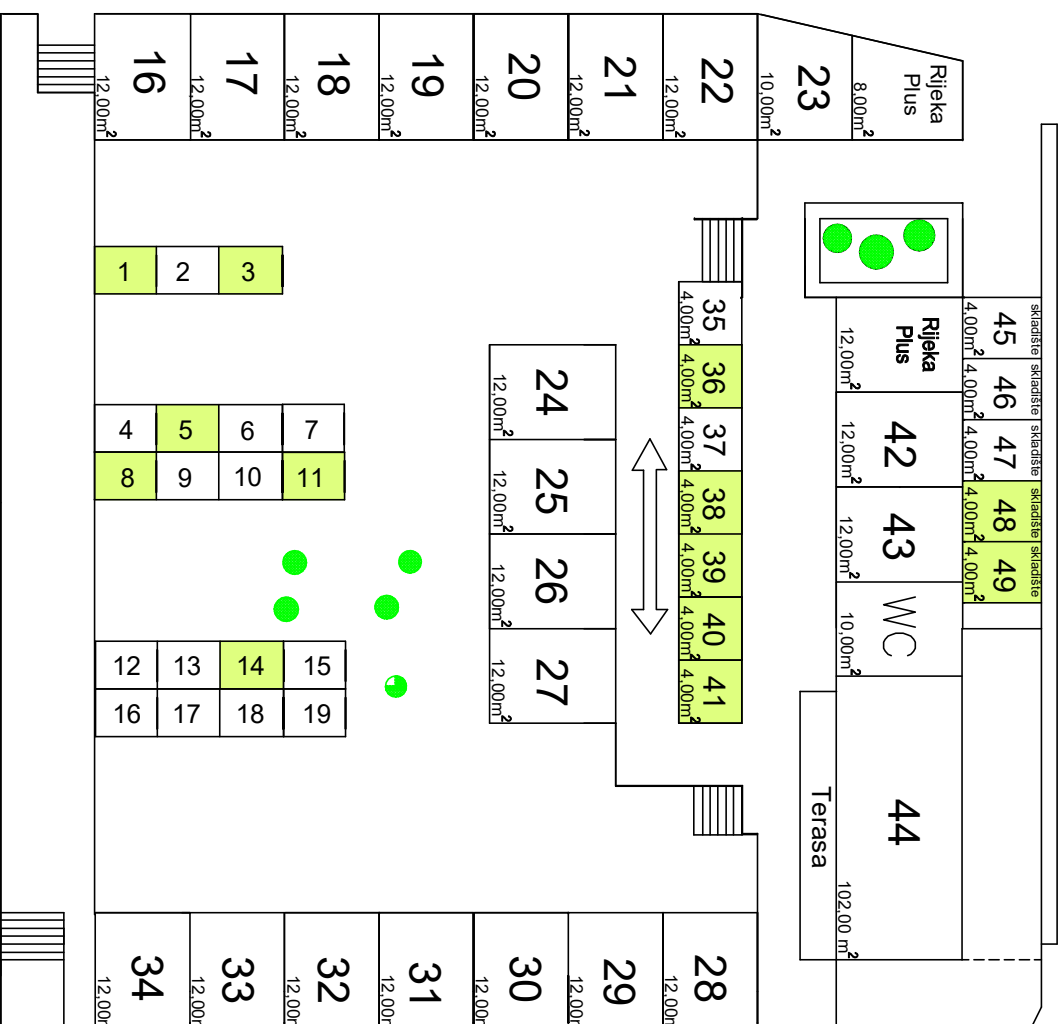 16
12,00m²
17
12,00m²
18
12,00m²
19
12,00m²
20
12,00m²
21
12,00m²
22
12,00m²
23
10,00m²
Rijeka
Plus
8,00m²
1 2 3
4 5 6 7
8 9 10 11
12 13 14 15
16 17 18 19
24
12,00m²
25
12,00m²
26
12,00m²
27
12,00m²
35
4,00m²
36
4,00m²
37
4,00m²
38
4,00m²
39
4,00m²
40
4,00m²
41
4,00m²
Rijeka
Plus
12,00m²
42
12,00m²
43
12,00m²
WC
10,00m²
44
102,00 m²
Terasa
skladište
45
4,00m²
skladište
46
4,00m²
skladište
47
4,00m²
skladište
48
4,00m²
skladište
49
4,00m²
34
12,00m
33
12,00m
32
12,00m
31
12,00m
30
12,00m
29
12,00m
28
12,00m